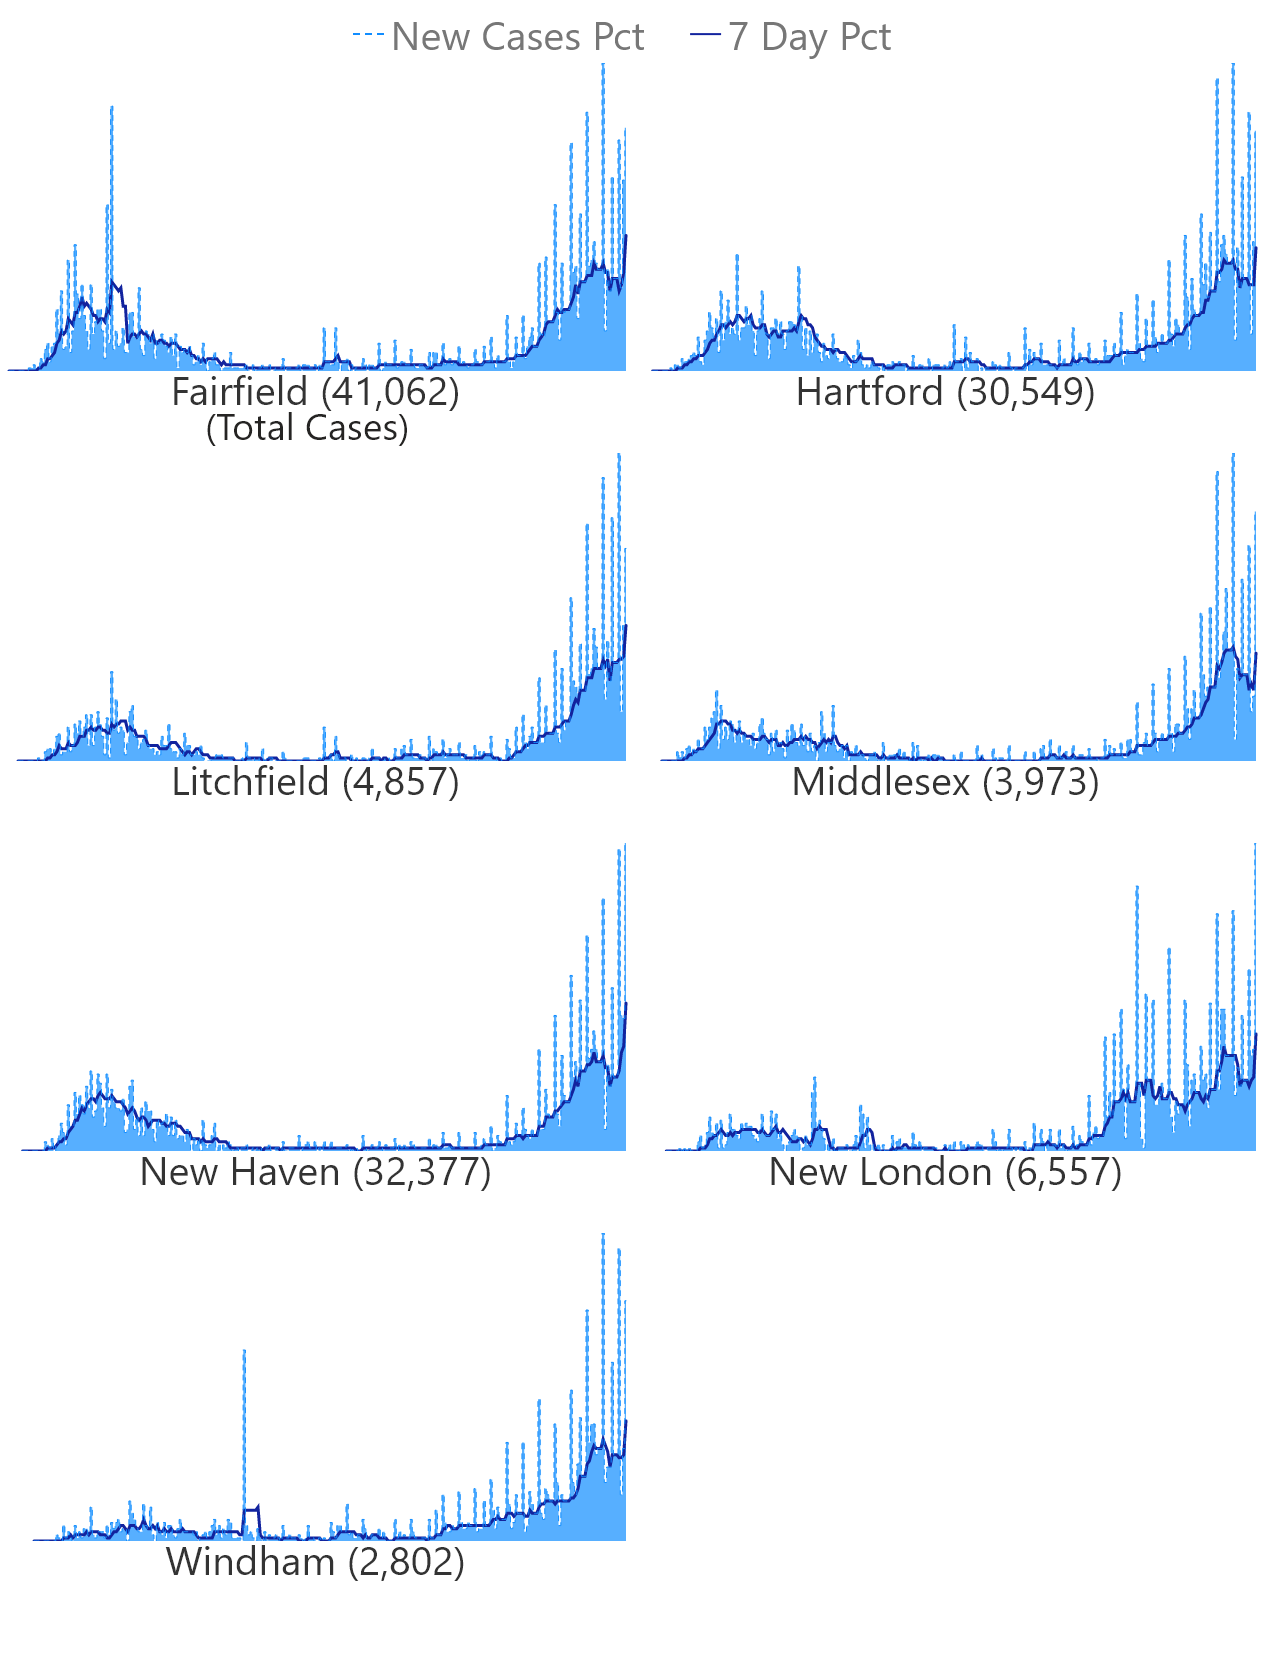 New Cases Pct 7 Day Pct
Fairfield (41,062)
(Total Cases)
Hartford (30,549)
Litchfield (4,857)
Middlesex (3,973)
New Haven (32,377)
New London (6,557)
Windham (2,802)